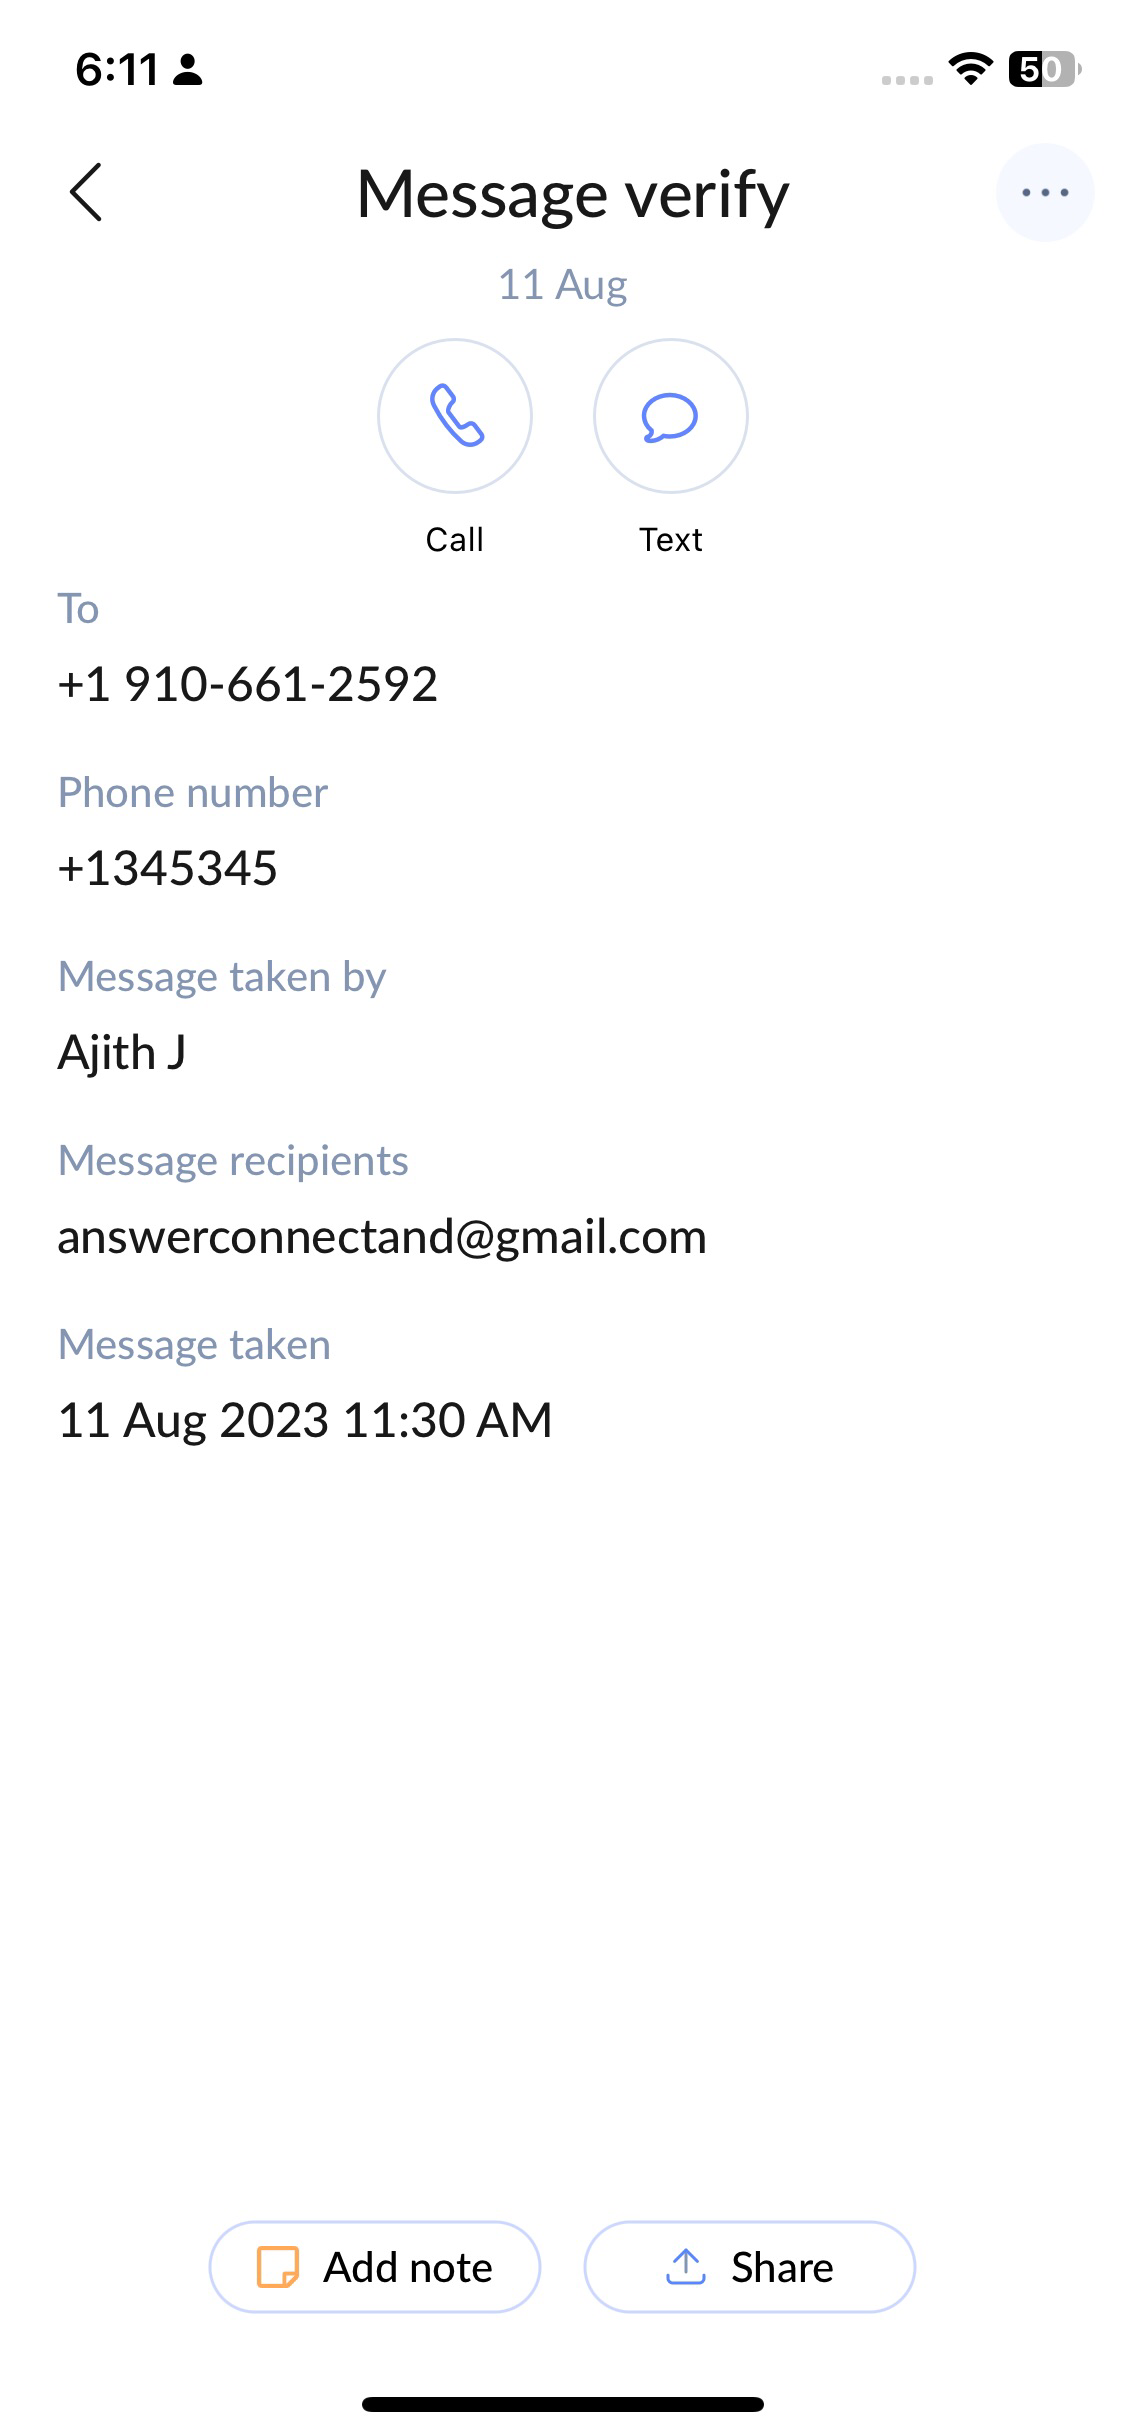 6:11
50
Message verify
11 Aug
Call Text
To
+1 910-661-2592
Phone number
+1345345
Message taken by
Ajith J
Message recipients
answerconnectand@gmail.com
Message taken
11 Aug 2023 11:30 AM
Add note Share